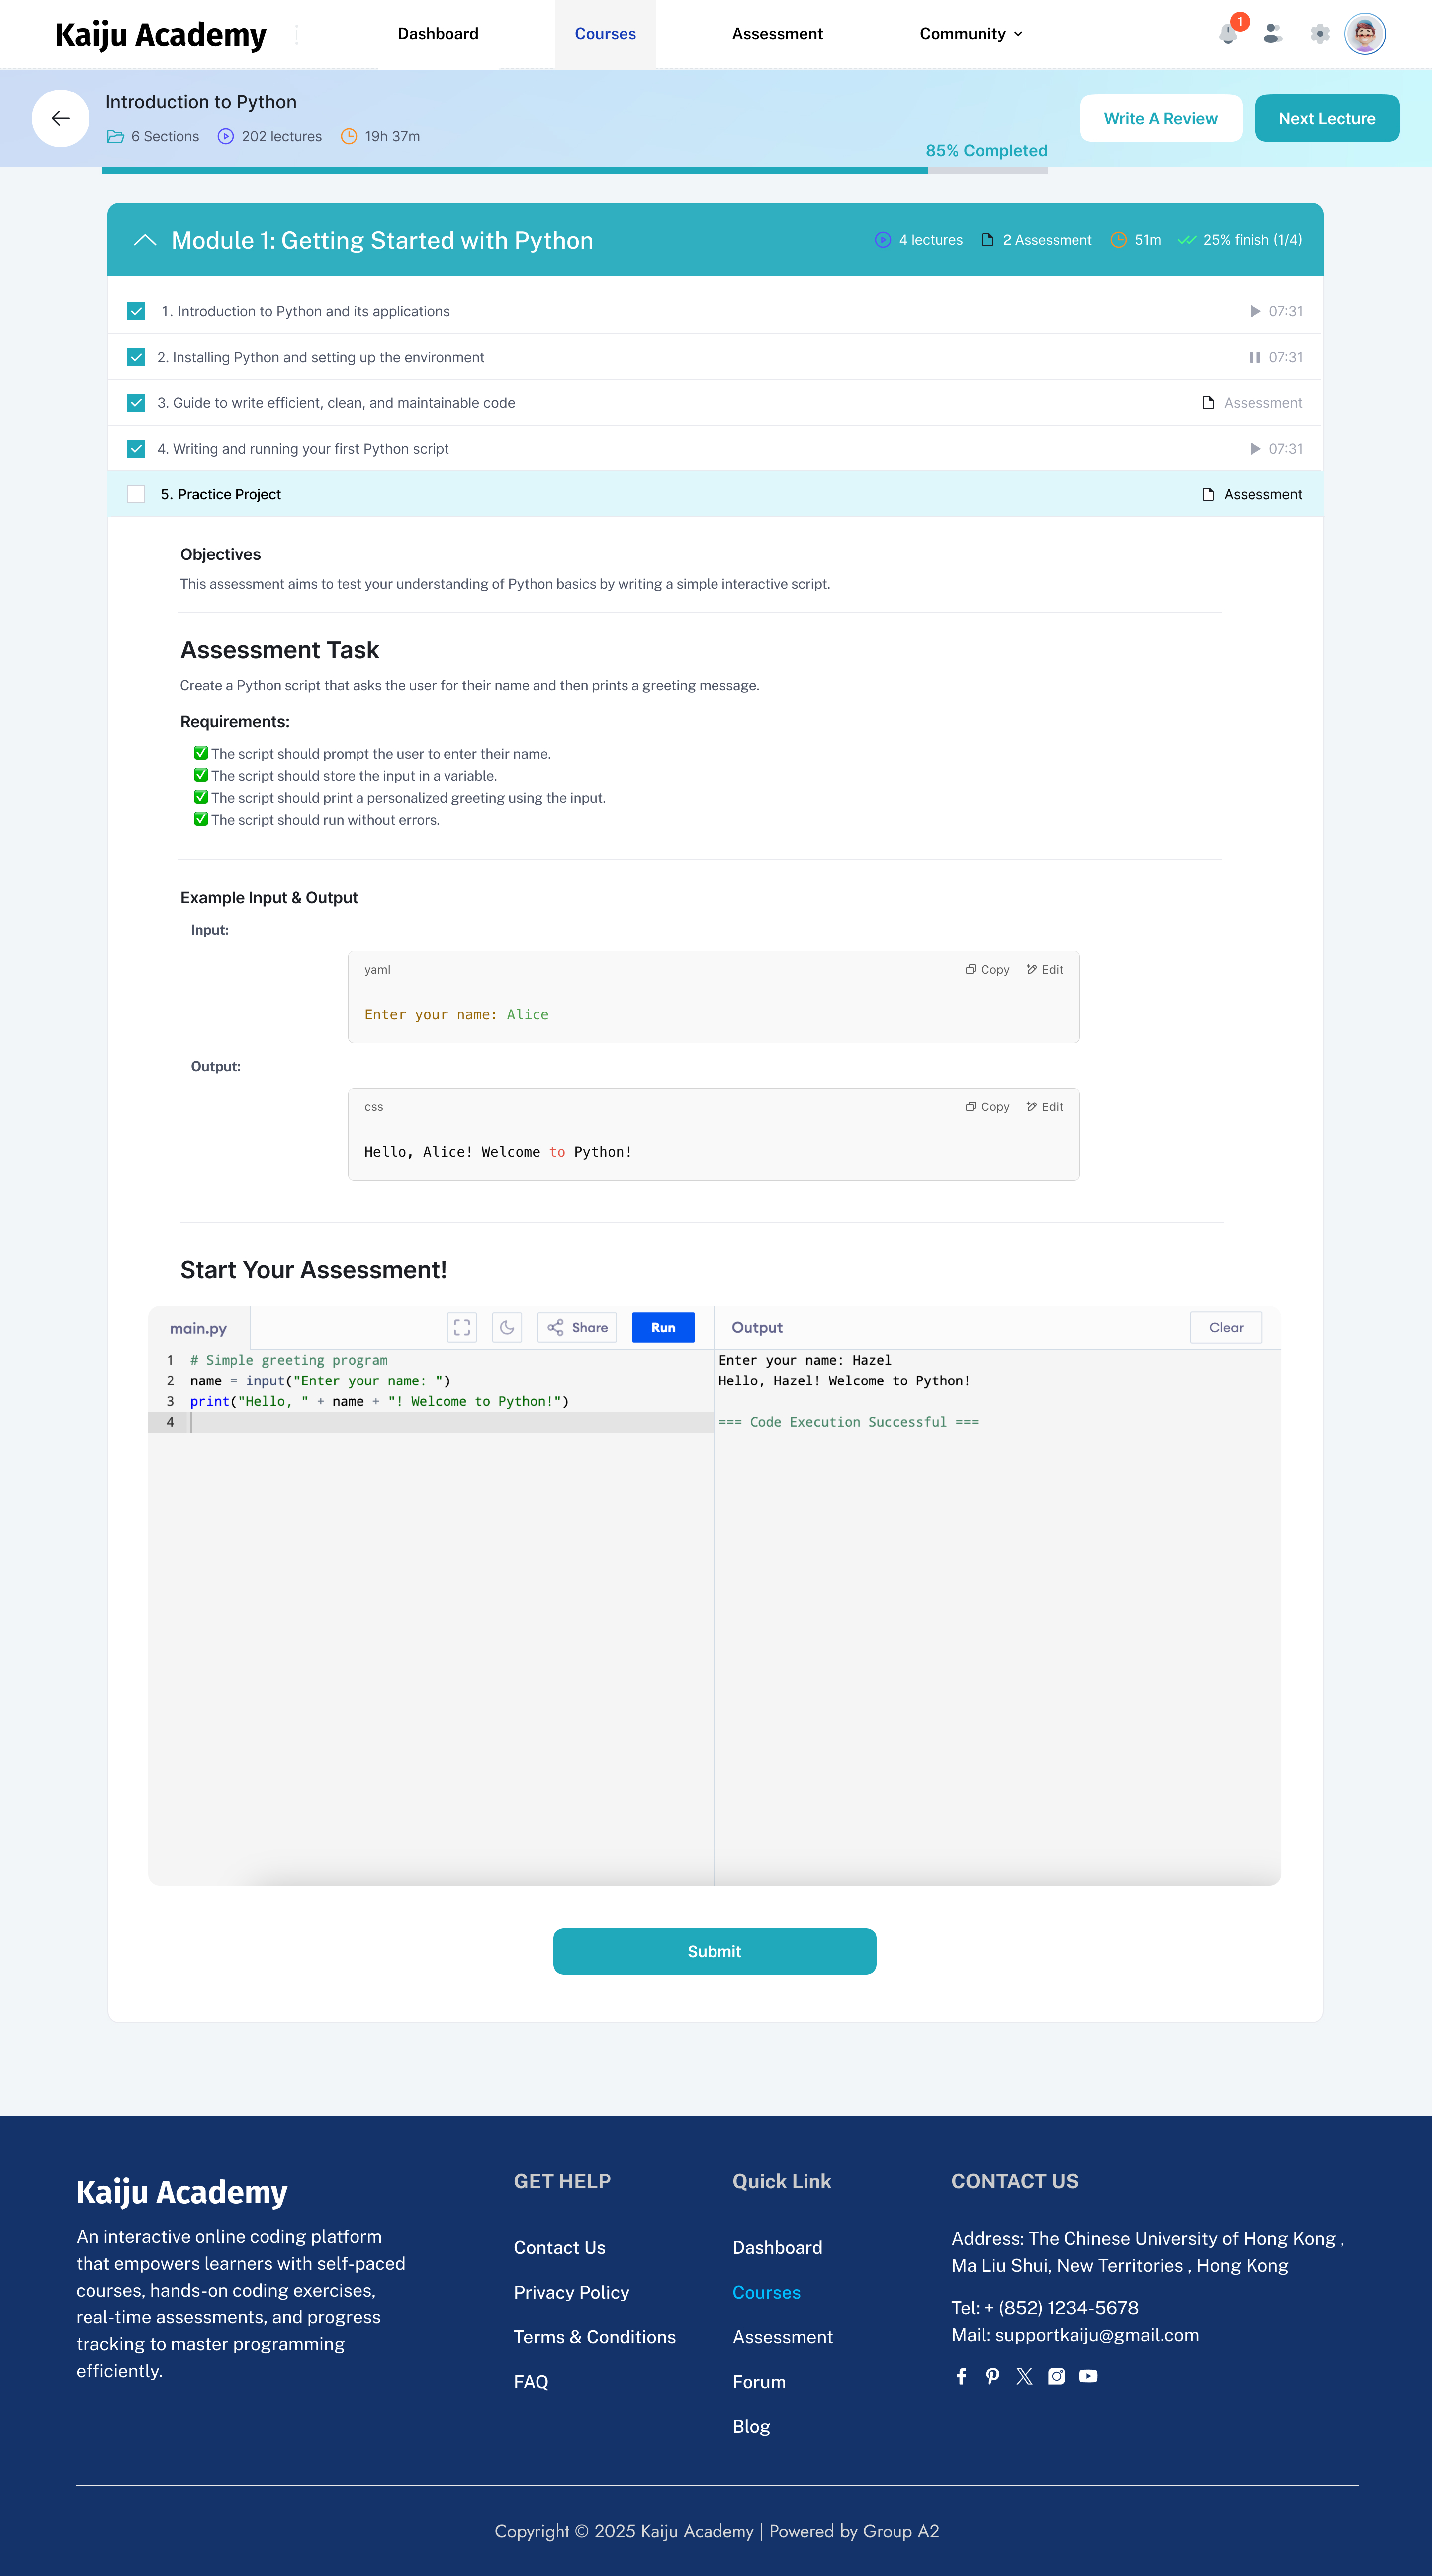 Kaiju Academy
Dashboard
Courses
Assessment
Community
1
Introduction to Python
6 Sections
202 lectures
19h 37m
85% Completed
Write A Review
Next Lecture
Module 1: Getting Started with Python
4 lectures
2 Assessment
51m
25% finish (1/4)
1. Introduction to Python and its applications
07:31
2. Installing Python and setting up the environment
07:31
3. Guide to write efficient, clean, and maintainable code
Assessment
4. Writing and running your first Python script
07:31
5. Practice Project
Assessment
Objectives
This assessment aims to test your understanding of Python basics by writing a simple interactive script.
Assessment Task
Create a Python script that asks the user for their name and then prints a greeting message.
Requirements:
✅ The script should prompt the user to enter their name.
✅ The script should store the input in a variable.
✅ The script should print a personalized greeting using the input.
✅ The script should run without errors.
Example Input & Output
Input:
yaml
Copy
Edit
Enter your name: Alice
Output:
css
Copy
Edit
Hello, Alice! Welcome to Python!
Start Your Assessment!
main.py
Share
Run
Output
Clear
1 # Simple greeting program
2 name = input("Enter your name: ")
3 print("Hello, " + name + "! Welcome to Python!")
4
Enter your name: Hazel
Hello, Hazel! Welcome to Python!
=== Code Execution Successful ===
Submit
Kaiju Academy
An interactive online coding platform
that empowers learners with self-paced
courses, hands-on coding exercises,
real-time assessments, and progress
tracking to master programming
efficiently.
GET HELP
Contact Us
Privacy Policy
Terms & Conditions
FAQ
Quick Link
Dashboard
Courses
Assessment
Forum
Blog
CONTACT US
Address: The Chinese University of Hong Kong ,
Ma Liu Shui, New Territories , Hong Kong
Tel: + (852) 1234-5678
Mail: supportkaiju@gmail.com
Copyright © 2025 Kaiju Academy | Powered by Group A2